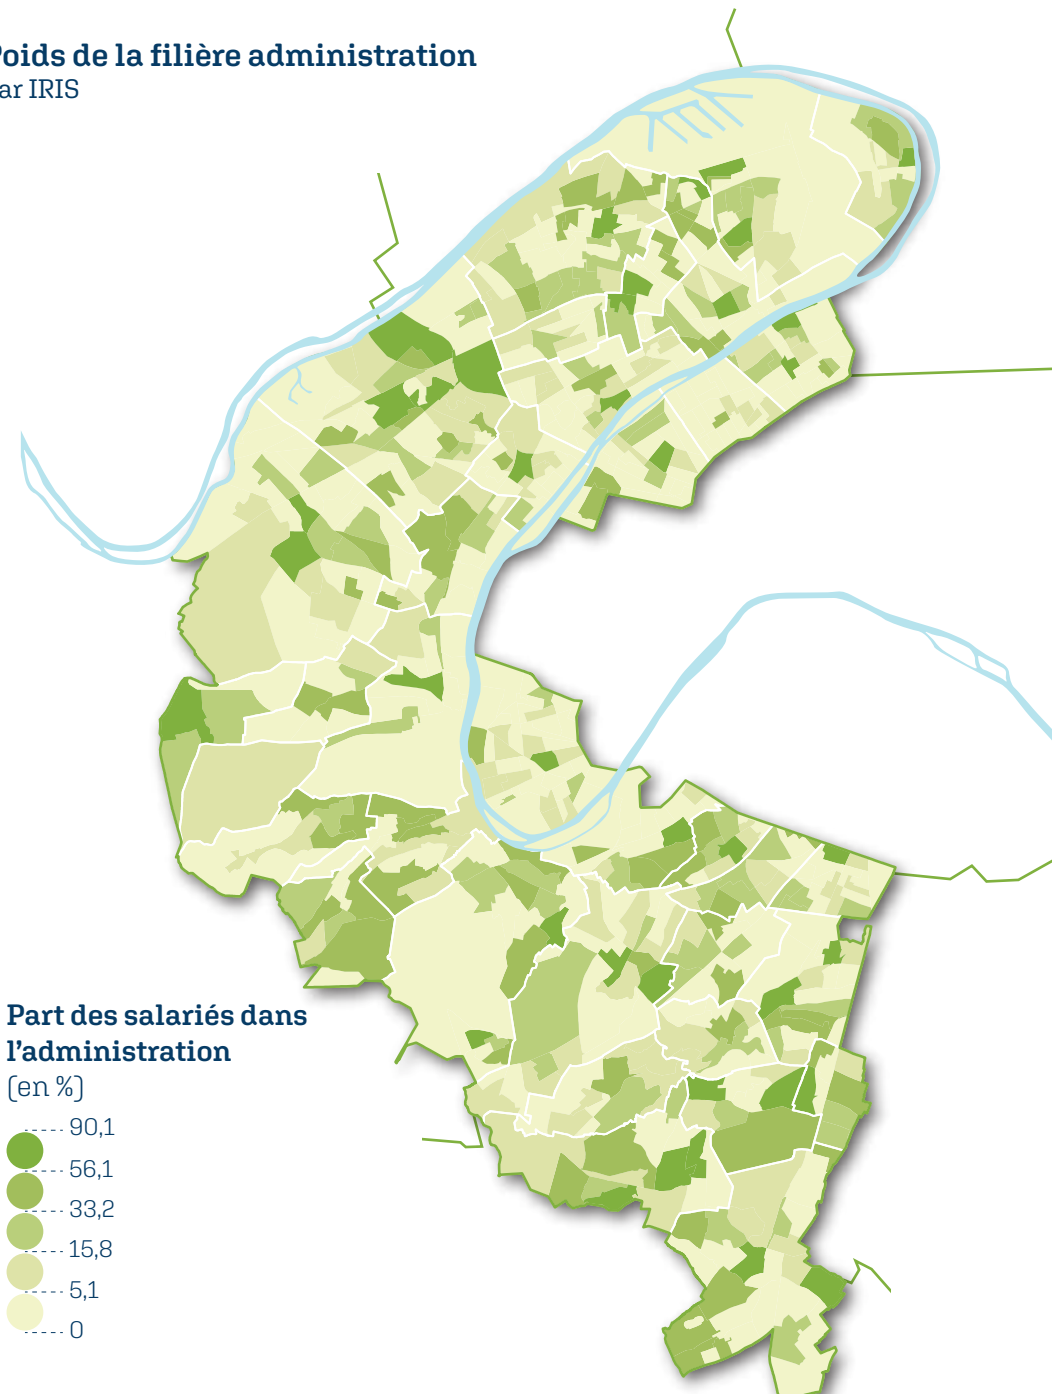 oids de la filière administration
ar IRIS
Part des salariés dans
l'administration
(en %)
90,1
56,1
33,2
15,8
5,1
0